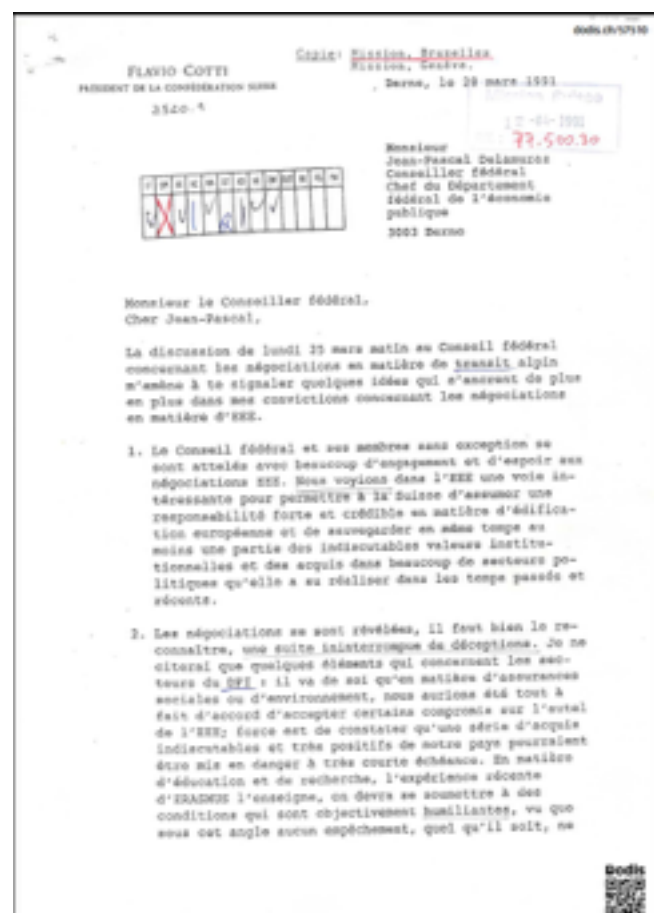 dodis.ch/57510
Copie: Mission, Bruxelles
Mission, Genève.
FLAVIO COTTI
PRÉSIDENT DE LA CONFÉDÉRATION SUISSE
Berne, le 28 mars 1991
77.500.30
Monsieur
Jean-Pascal Delamuraz
Conseiller fédéral
Chef du Département
fédéral de l'économie
publique
3003 Berne
Monsieur le Conseiller fédéral,
Cher Jean-Pascal,
La discussion de lundi 25 mars matin au Conseil fédéral
concernant les négociations en matière de transit alpin
m'amène à te signaler quelques idées qui s'ancrent de plus
en plus dans mes convictions concernant les négociations
en matière d'EEE.
1. Le Conseil fédéral et ses membres sans exception se
sont attelés avec beaucoup d'engagement et d'espoir aux
négociations EEE. Nous voyions dans l'EEE une voie in-
téressante pour permettre à la Suisse d'assumer une
responsabilité forte et crédible en matière d'édifica-
tion européenne et de sauvegarder en même temps au
moins une partie des indiscutables valeurs institu-
tionnelles et des acquis dans beaucoup de secteurs po-
litiques qu'elle a su réaliser dans les temps passés et
récents.
2. Les négociations se sont révélées, il faut bien le re-
connaître, une suite ininterrompue de déceptions. Je ne
citerai que quelques éléments qui concernent les sec-
teurs du DFI : il va de soi qu'en matière d'assurances
sociales ou d'environnement, nous aurions été tout à
fait d'accord d'accepter certains compromis sur l'autel
de l'EEE; force est de constater qu'une série d'acquis
indiscutables et très positifs de notre pays pourraient
être mis en danger à très courte échéance. En matière
d'éducation et de recherche, l'expérience récente
d'ERASMUS l'enseigne, on devra se soumettre à des
conditions qui sont objectivement humiliantes, vu que
sous cet angle aucun empêchement, quel qu'il soit, ne
Dodis